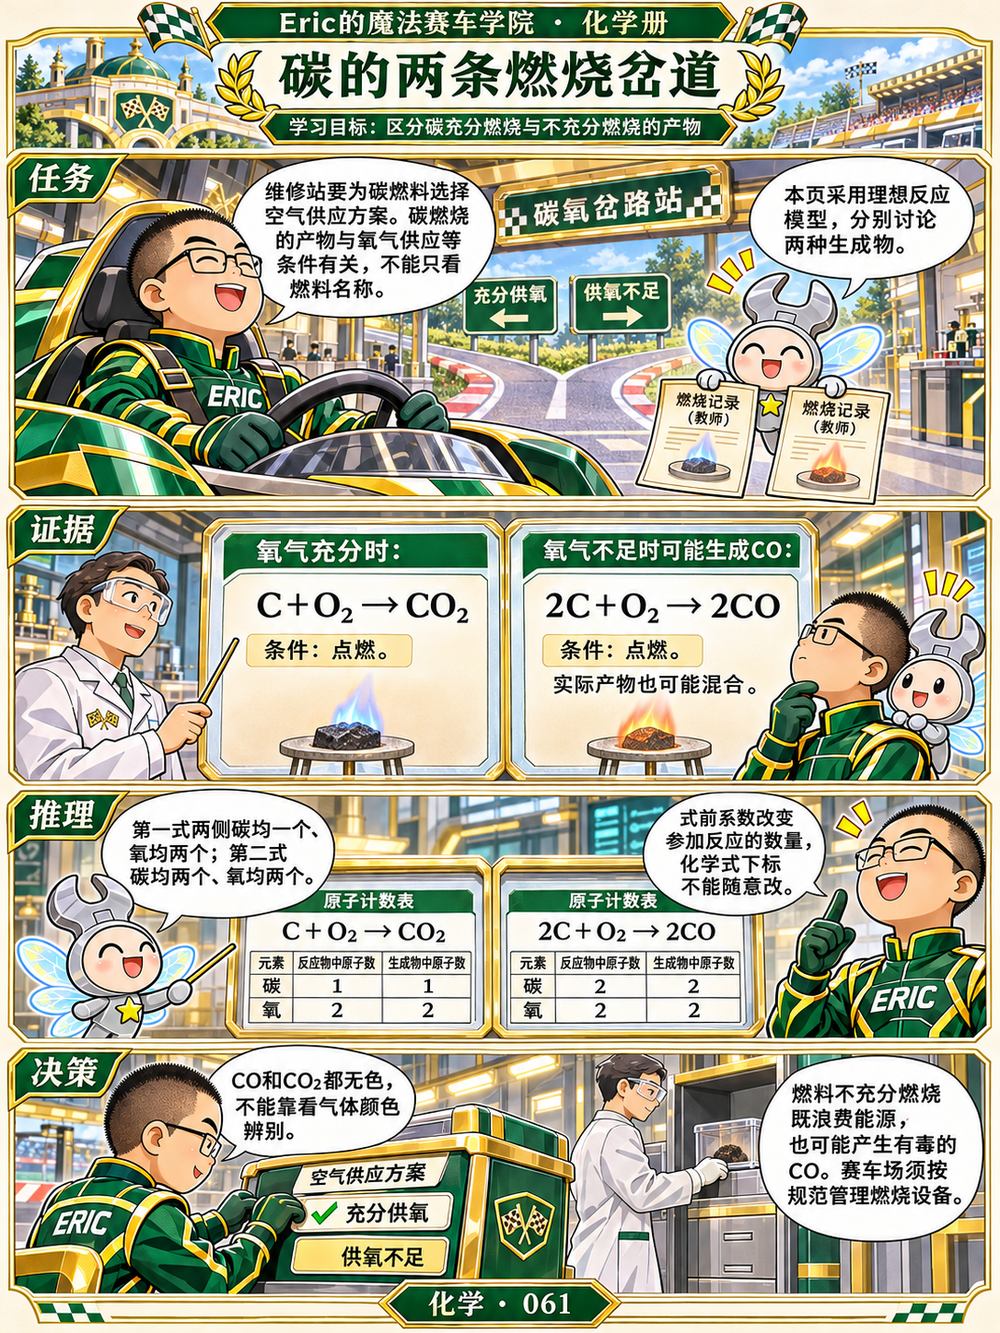 Eric的魔法赛车学院 · 化学册
碳的两条燃烧岔道
学习目标：区分碳充分燃烧与不充分燃烧的产物
任务
维修站要为碳燃料选择
空气供应方案。碳燃烧
的产物与氧气供应等
条件有关，不能只看
燃料名称。
碳氧岔路站
充分供氧
供氧不足
本页采用理想反应
模型，分别讨论
两种生成物。
ERIC
燃烧记录
（教师）
燃烧记录
（教师）
证据
氧气充分时：
C＋O₂→CO₂
条件：点燃。
氧气不足时可能生成CO：
2C＋O₂→2CO
条件：点燃。
实际产物也可能混合。
推理
第一式两侧碳均一个、
氧均两个；第二式
碳均两个、氧均两个。
式前系数改变
参加反应的数量，
化学式下标
不能随意改。
原子计数表
C＋O₂→CO₂
元素 反应物中原子数 生成物中原子数
碳 1 1
氧 2 2
原子计数表
2C＋O₂→2CO
元素 反应物中原子数 生成物中原子数
碳 2 2
氧 2 2
ERIC
决策
CO和CO₂都无色，
不能靠看气体颜色
辨别。
ERIC
空气供应方案
✓ 充分供氧
供氧不足
燃料不充分燃烧
既浪费能源，
也可能产生有毒的
CO。赛车场须按
规范管理燃烧设备。
化学 · 061